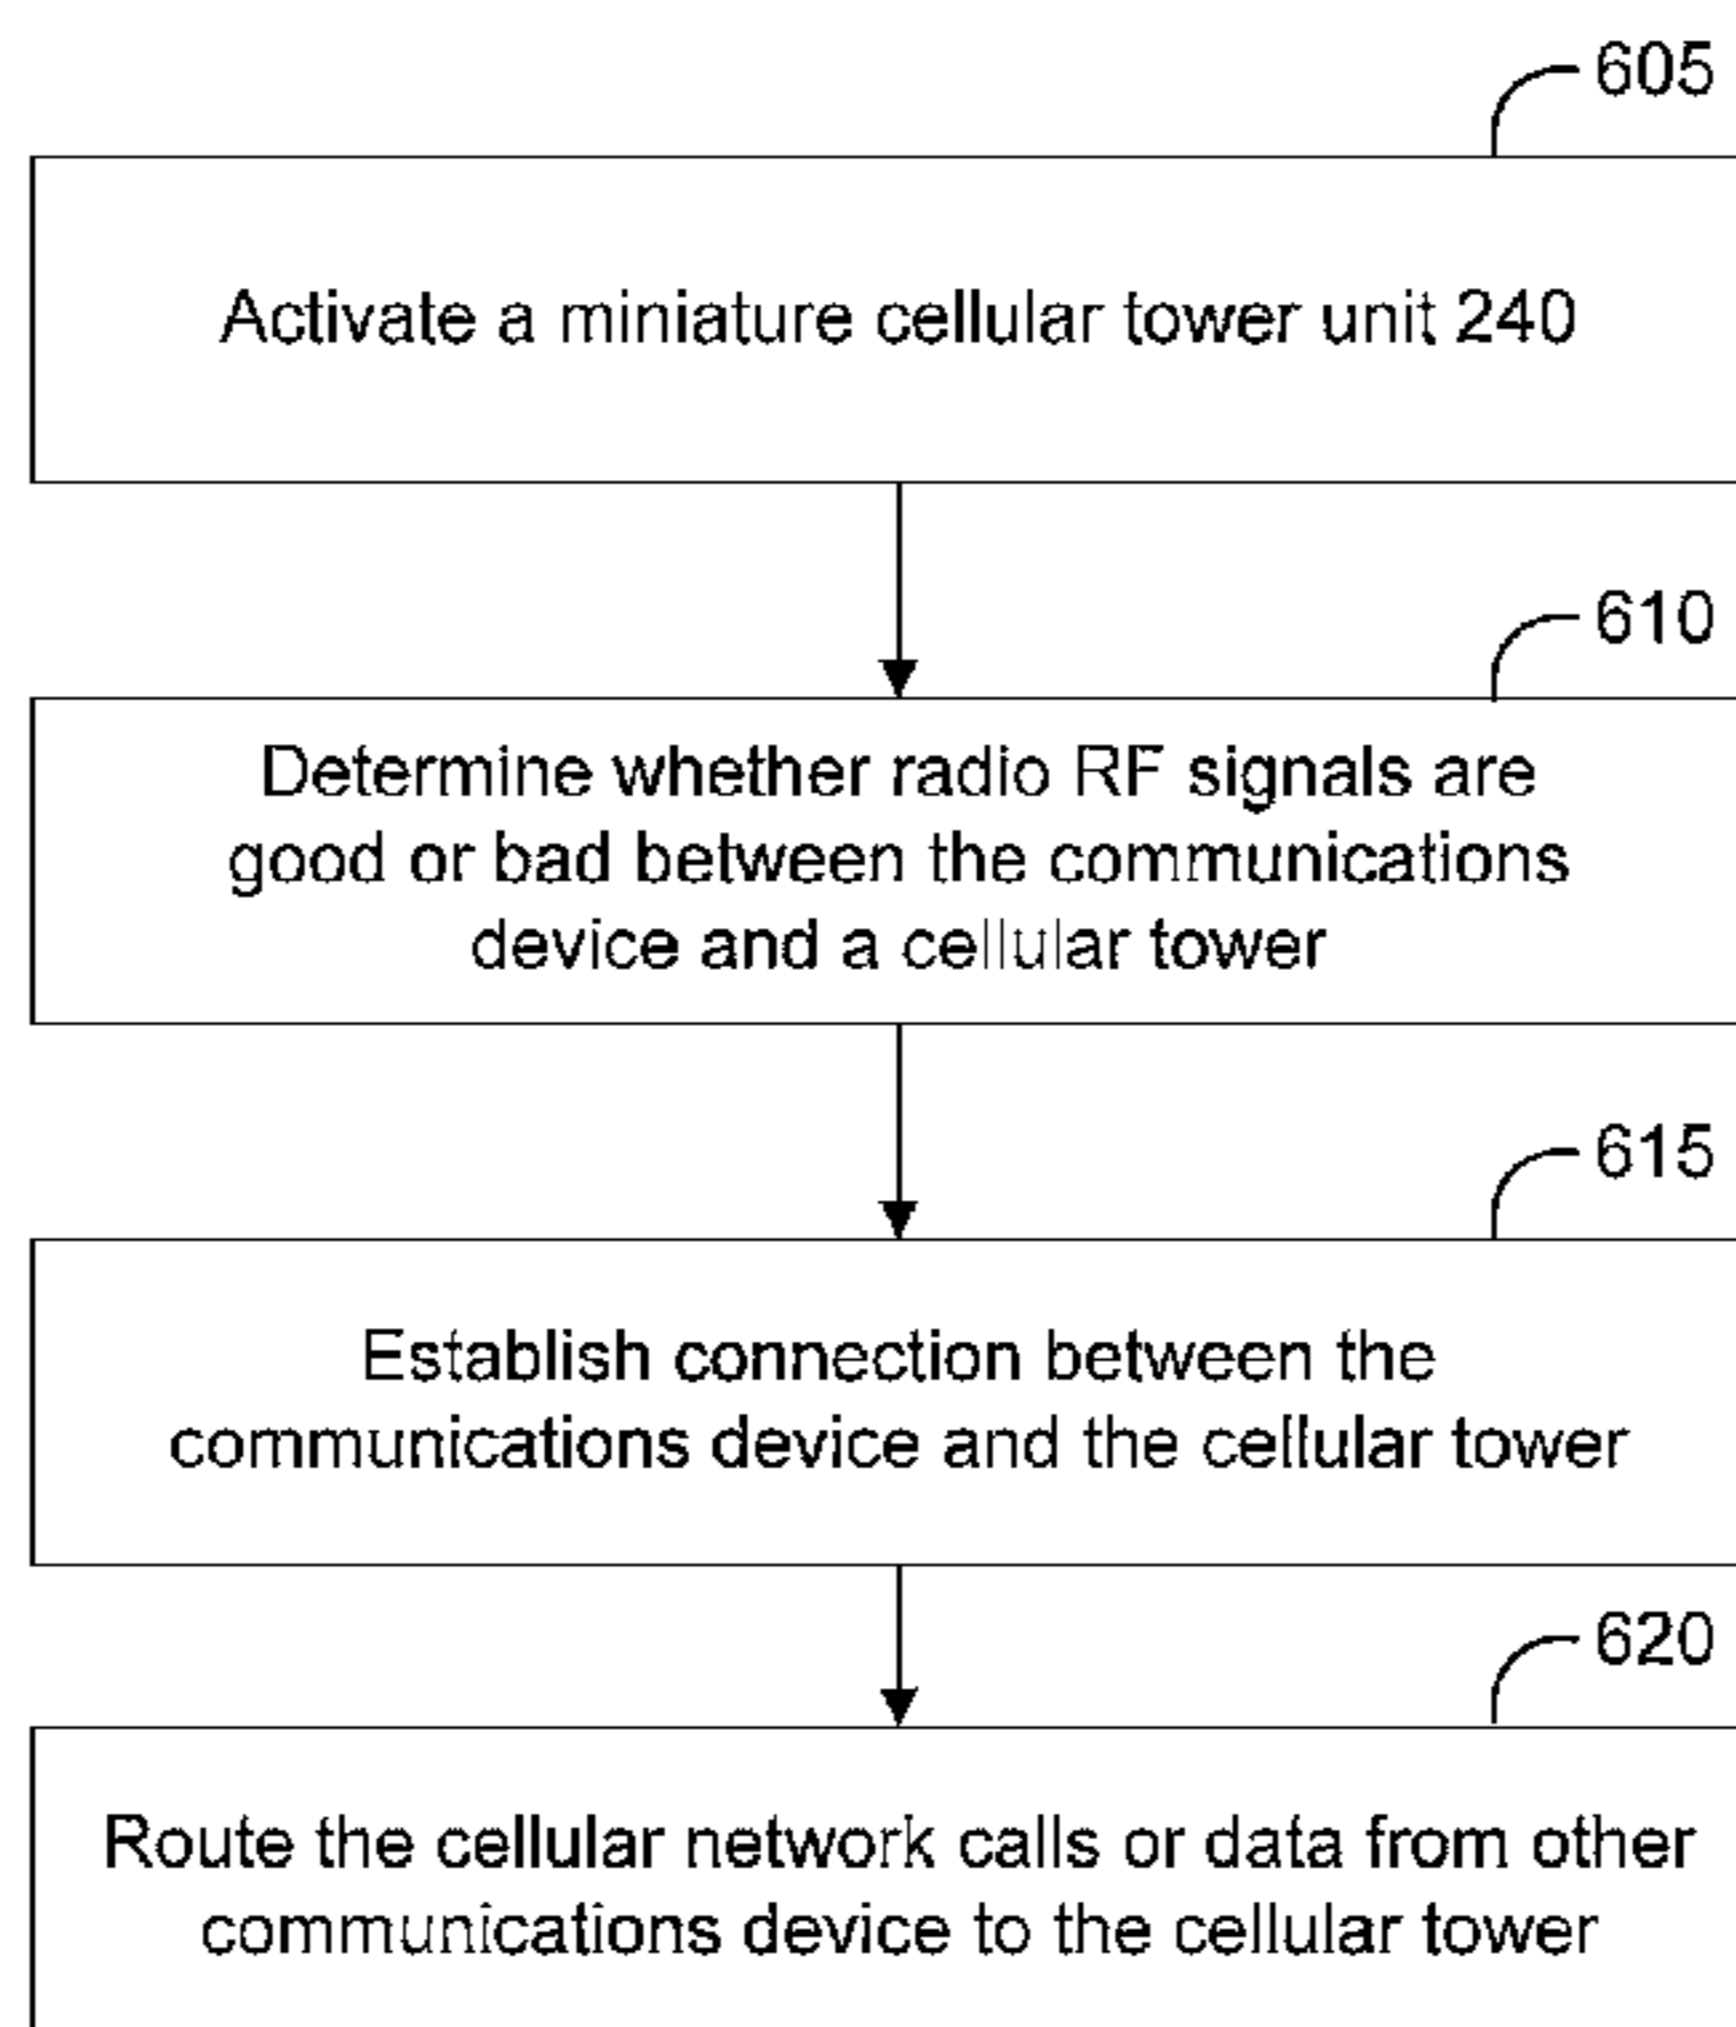 605
Activate a miniature cellular tower unit 240
610
Determine whether radio RF signals are
good or bad between the communications
device and a cellular tower
615
Establish connection between the
communications device and the cellular tower
620
Route the cellular network calls or data from other
communications device to the cellular tower